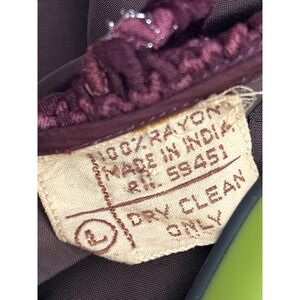 100% RAYON
MADE IN INDIA
R.N. 59451
L
DRY CLEAN
ONLY